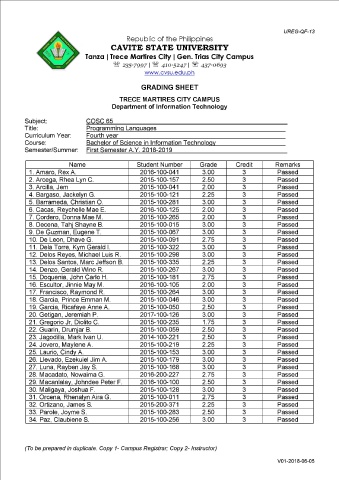 UREG-QF-13
Republic of the Philippines
CAVITE STATE UNIVERSITY
Tanza | Trece Martires City | Gen. Trias City Campus
☏ 235-7997 | ☏ 410-5247 | ☏ 437-0693
www.cvsu.edu.ph
GRADING SHEET
TRECE MARTIRES CITY CAMPUS
Department of Information Technology
Subject: COSC 65
Title: Programming Languages
Curriculum Year: Fourth year
Course: Bachelor of Science in Information Technology
Semester/Summer: First Semester A.Y. 2018-2019
Name Student Number Grade Credit Remarks
1. Amaro, Rex A. 2016-100-041 3.00 3 Passed
2. Arcega, Rhea Lyn C. 2015-100-157 2.50 3 Passed
3. Arcilla, Jem 2015-100-041 2.00 3 Passed
4. Bargaso, Jackelyn G. 2015-100-121 2.25 3 Passed
5. Barrameda, Christian O. 2015-100-281 3.00 3 Passed
6. Cacas, Reychelle Mae E. 2016-100-125 2.00 3 Passed
7. Cordero, Donna Mae M. 2015-100-265 2.00 3 Passed
8. Decena, Tahj Shayne B. 2015-100-015 3.00 3 Passed
9. De Guzman, Eugene T. 2015-100-067 3.00 3 Passed
10. De Leon, Dhave G. 2015-100-091 2.75 3 Passed
11. Dela Torre, Kym Gerald I. 2015-100-322 3.00 3 Passed
12. Delos Reyes, Michael Luis R. 2015-100-298 3.00 3 Passed
13. Delos Santos, Marc Jeffson B. 2015-100-335 2.25 3 Passed
14. Denzo, Gerald Wino R. 2015-100-267 3.00 3 Passed
15. Doquenia, John Carlo H. 2015-100-181 2.75 3 Passed
16. Escultor, Jinnie May M. 2016-100-105 2.00 3 Passed
17. Francisco, Raymond R. 2015-100-264 3.00 3 Passed
18. Garcia, Prince Emman M. 2015-100-046 3.00 3 Passed
19. Garcia, Ricafaye Anne A. 2015-100-050 2.50 3 Passed
20. Getigan, Jeremiah P. 2017-100-126 3.00 3 Passed
21. Gregorio Jr. Diolito C. 2015-100-235 1.75 3 Passed
22. Guarin, Drumjar B. 2015-100-059 2.50 3 Passed
23. Jagodilla, Mark Ivan U. 2014-100-221 2.50 3 Passed
24. Jovero, Maylene A. 2015-100-219 2.25 3 Passed
25. Laurio, Cindy A. 2015-100-153 3.00 3 Passed
26. Llevado, Ezekuiel Jim A. 2015-100-179 3.00 3 Passed
27. Luna, Rayban Jay S. 2015-100-168 3.00 3 Passed
28. Macadato, Nowaima G. 2016-200-227 2.75 3 Passed
29. Macanlalay, Johndee Peter F. 2016-100-100 2.50 3 Passed
30. Maligaya, Joshua F. 2015-100-128 3.00 3 Passed
31. Orcena, Rhenalyn Aira G. 2015-100-011 2.75 3 Passed
32. Ortizano, James S. 2015-200-371 2.25 3 Passed
33. Parole, Joyme S. 2015-100-283 2.50 3 Passed
34. Paz, Claubiene S. 2015-100-256 3.00 3 Passed
(To be prepared in duplicate. Copy 1- Campus Registrar; Copy 2- Instructor)
V01-2018-06-05